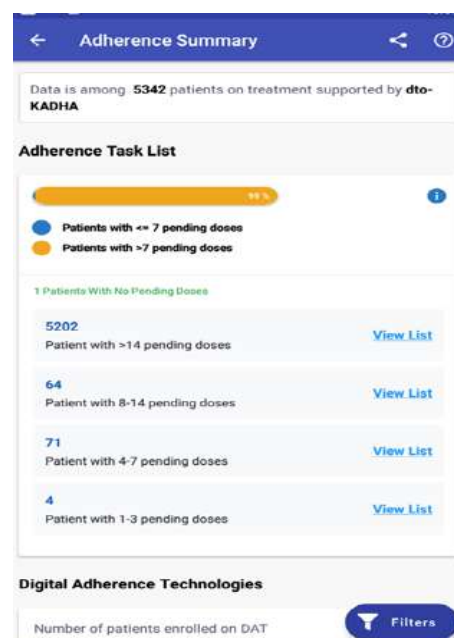 Adherence Summary
Data is among 5342 patients on treatment supported by dto-
KADHA
Adherence Task List
99 %
Patients with <= 7 pending doses
Patients with >7 pending doses
1 Patients With No Pending Doses
5202
Patient with >14 pending doses
View List
64
Patient with 8-14 pending doses
View List
71
Patient with 4-7 pending doses
View List
4
Patient with 1-3 pending doses
View List
Digital Adherence Technologies
Number of patients enrolled on DAT
Filters